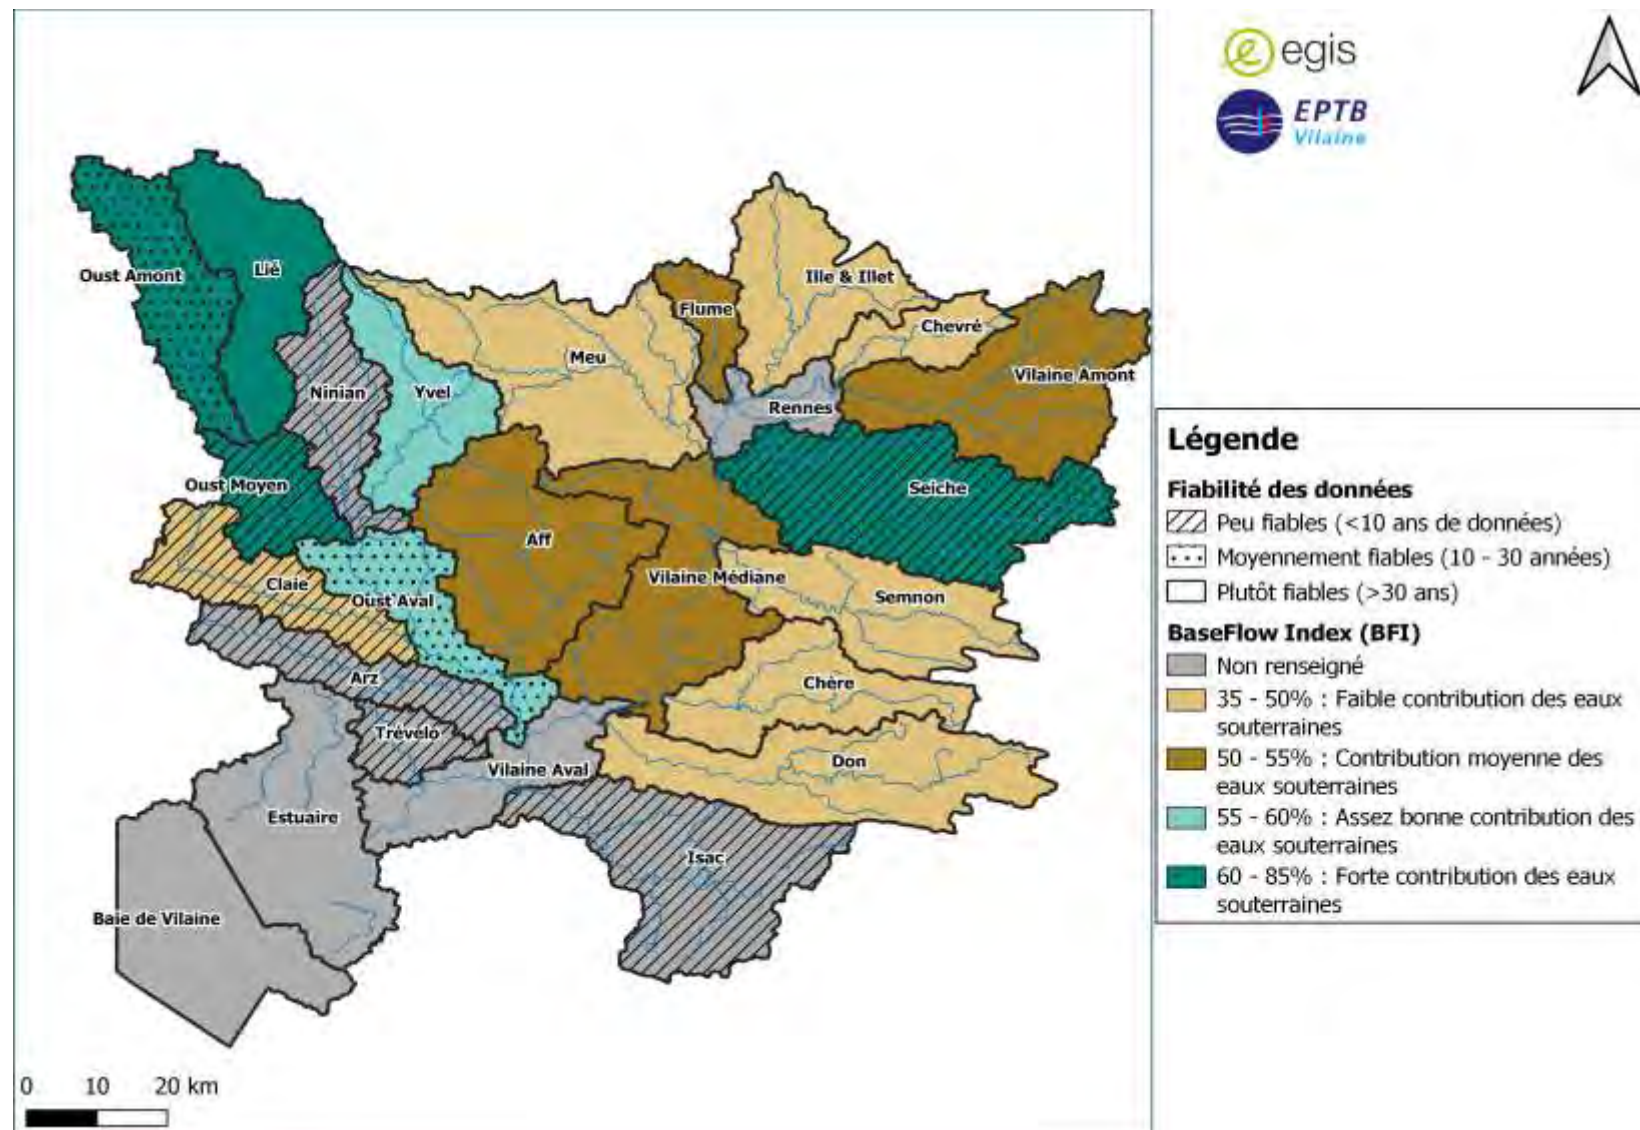 egis
EPTB
Vilaine
Oust Amont
Lié
Ille & Illet
Flume
Chevré
Meu
Vilaine Amont
Ninian
Yvel
Rennes
Oust Moyen
Seiche
Aff
Vilaine Médiane
Claie
Oust Aval
Semnon
Arz
Chère
Trévelo
Vilaine Aval
Don
Estuaire
Isac
Baie de Vilaine
0 10 20 km
Légende
Fiabilité des données
Peu fiables (<10 ans de données)
Moyennement fiables (10 - 30 années)
Plutôt fiables (>30 ans)
BaseFlow Index (BFI)
Non renseigné
35 - 50% : Faible contribution des eaux
souterraines
50 - 55% : Contribution moyenne des
eaux souterraines
55 - 60% : Assez bonne contribution des
eaux souterraines
60 - 85% : Forte contribution des eaux
souterraines